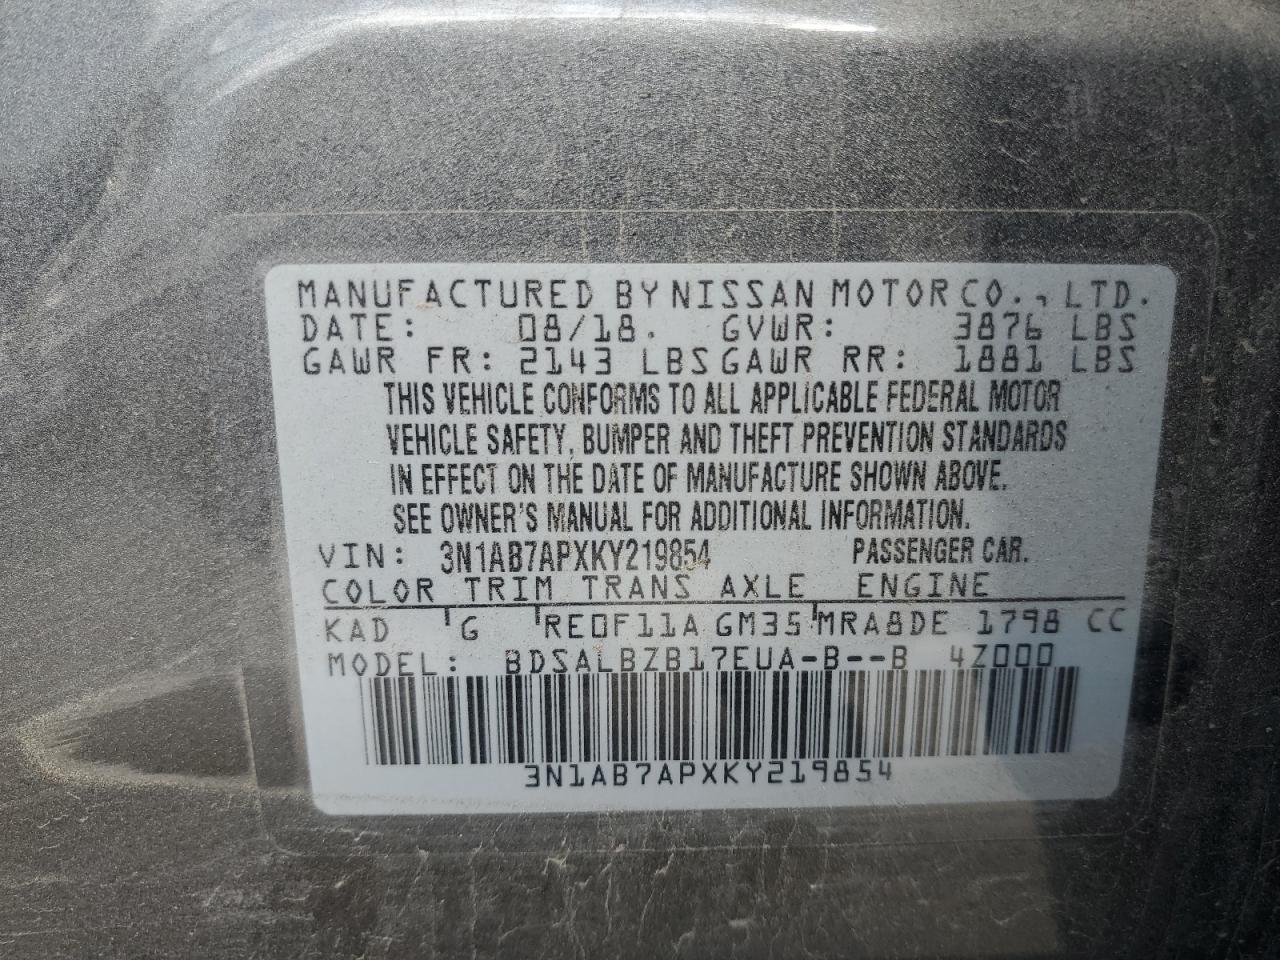 MANUFACTURED BY NISSAN MOTOR CO., LTD.
DATE: 08/18. GVWR: 3876 LBS
GAWR FR: 2143 LBS GAWR RR: 1881 LBS
THIS VEHICLE CONFORMS TO ALL APPLICABLE FEDERAL MOTOR
VEHICLE SAFETY, BUMPER AND THEFT PREVENTION STANDARDS
IN EFFECT ON THE DATE OF MANUFACTURE SHOWN ABOVE.
SEE OWNER'S MANUAL FOR ADDITIONAL INFORMATION.
VIN: 3N1AB7APXKY219854 PASSENGER CAR.
COLOR TRIM TRANS AXLE ENGINE
KAD G RE0F11A GM35 MRA8DE 1798 CC
MODEL: BDSALBZB17EUA-B--B 4Z000
3N1AB7APXKY219854